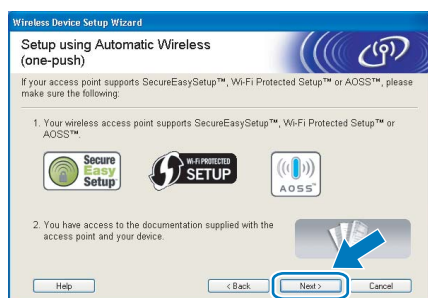 Wireless Device Setup Wizard
Setup using Automatic Wireless
(one-push)
If your access point supports SecureEasySetup™, Wi-Fi Protected Setup™ or AOSS™, please
make sure the following:
1. Your wireless access point supports SecureEasySetup™, Wi-Fi Protected Setup™ or
AOSS™.
Secure
Easy
Setup
Wi-Fi PROTECTED
SETUP
AOSS™
2. You have access to the documentation supplied with the
access point and your device.
Help
< Back
Next >
Cancel